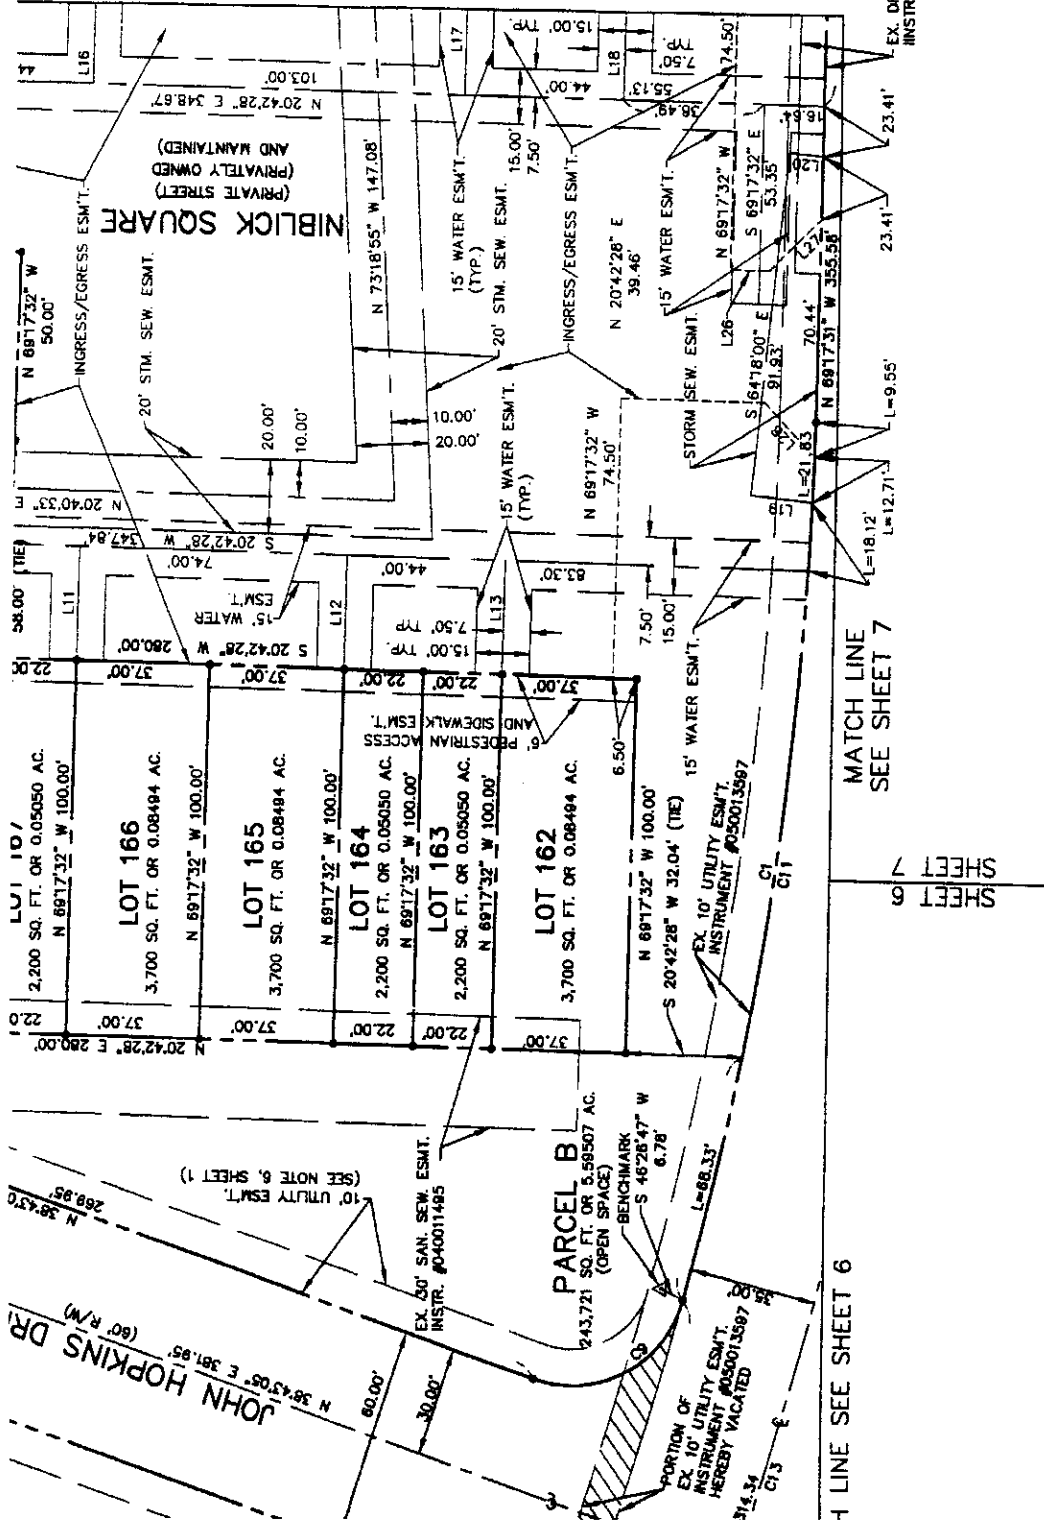 44
L16
103.00'
N 20°42'28" E 348.67'
(PRIVATE STREET)
(PRIVATELY OWNED
AND MAINTAINED)
NIBLICK SQUARE
N 69°17'32" W
50.00'
INGRESS/EGRESS ESM'T.
20' STM. SEW. ESMT.
N 73°18'55" W 147.08'
20.00'
10.00'
N 20°40'33" E
S 20°42'28" W 347.84'
58.00' (TIE)
74.00'
L11
15' WATER
ESM'T.
L12
S 20°42'28" W 280.00'
L17
15.00' TYP.
L18
7.50'
TYP.
44.00'
55.13'
38.49'
74.50'
15.00'
7.50'
15' WATER ESM'T.
(TYP.)
20' STM. SEW. ESMT.
INGRESS/EGRESS ESM'T.
N 20°42'28" E
39.46'
15' WATER ESM'T.
N 69°17'32" W
S 69°17'32" E
53.35'
16.64'
L20
L27
L26
23.41'
23.41'
N 69°17'31" W 355.58'
70.44'
S 64°18'00" E
91.93'
STORM SEW. ESMT.
10.00'
20.00'
15' WATER ESM'T.
(TYP.)
N 69°17'32" W
74.50'
L19
L=21.83
L=9.55'
L=12.71'
L=18.12'
44.00'
83.30'
L13
7.50' TYP
15.00' TYP.
7.50'
15.00'
15' WATER ESM'T.
6' PEDESTRIAN ACCESS
AND SIDEWALK ESM'T.
6.50'
22.00
37.00'
37.00'
22.00'
22.00'
37.00'
2,200 SQ. FT. OR 0.05050 AC.
N 69°17'32" W 100.00'
LOT 166
3,700 SQ. FT. OR 0.08494 AC.
N 69°17'32" W 100.00'
LOT 165
3,700 SQ. FT. OR 0.08494 AC.
N 69°17'32" W 100.00'
LOT 164
2,200 SQ. FT. OR 0.05050 AC.
N 69°17'32" W 100.00'
LOT 163
2,200 SQ. FT. OR 0.05050 AC.
N 69°17'32" W 100.00'
LOT 162
3,700 SQ. FT. OR 0.08494 AC.
N 69°17'32" W 100.00'
S 20°42'28" W 32.04' (TIE)
EX. 10' UTILITY ESM'T.
INSTRUMENT #050013597
C1
C11
MATCH LINE
SEE SHEET 7
SHEET 7
SHEET 6
22.0
37.00'
37.00'
22.00'
22.00'
37.00'
N 20°42'28" E 280.00'
10' UTILITY ESM'T.
(SEE NOTE 6, SHEET 1)
EX. 30' SAN. SEW. ESMT.
INSTR. #040011495
PARCEL B
243,721 SQ. FT. OR 5.59507 AC.
(OPEN SPACE)
BENCHMARK
S 46°26'47" W
6.78'
L=68.33'
269.95'
JOHN HOPKINS DRI
(60' R/W)
N 38°43'05" E 381.95'
60.00'
30.00'
C9
35.00'
PORTION OF
EX. 10' UTILITY ESM'T.
INSTRUMENT #050013597
HEREBY VACATED
314.34
C13
H LINE SEE SHEET 6